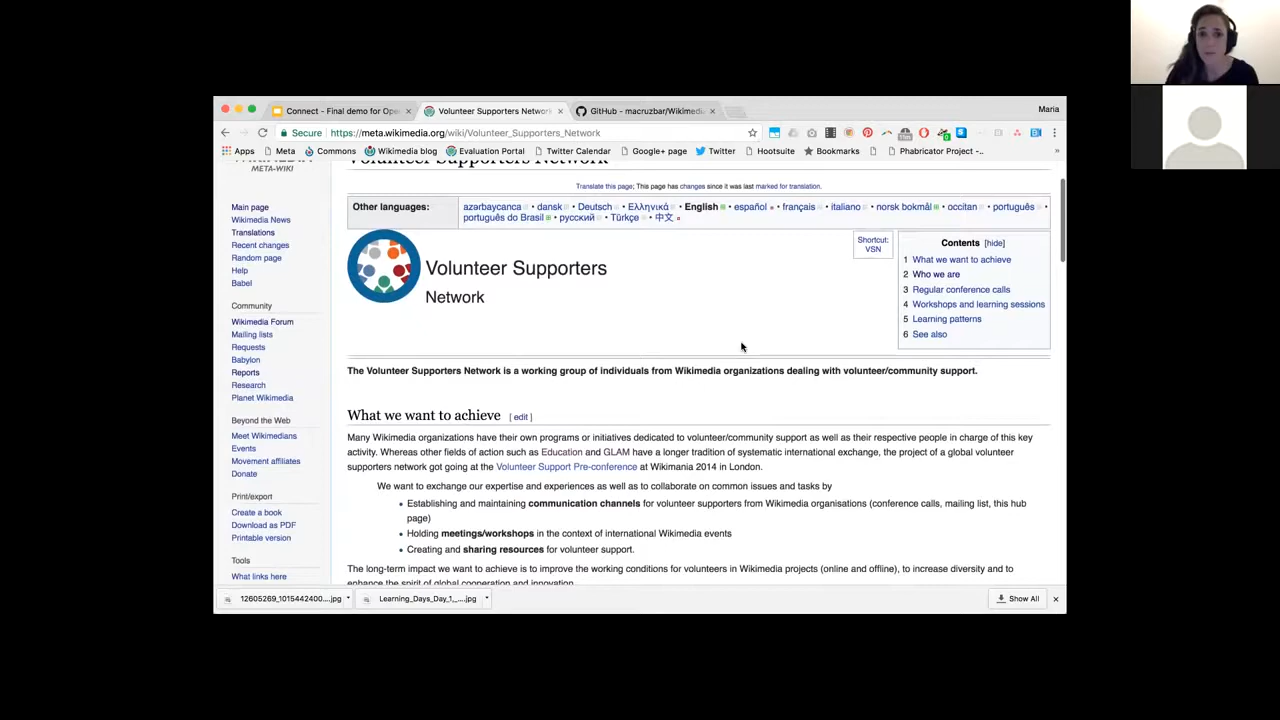 Connect - Final demo for Ope
Volunteer Supporters Network
GitHub - macruzbar/Wikimedi
Maria
Secure
https://meta.wikimedia.org/wiki/Volunteer_Supporters_Network
Apps
Meta
Commons
Wikimedia blog
Evaluation Portal
Twitter Calendar
Google+ page
Twitter
Hootsuite
Bookmarks
Phabricator Project -..
»
META-WIKI
Volunteer Supporters Network
Translate this page; This page has changes since it was last marked for translation.
Other languages:
azərbaycanca • dansk • Deutsch • Ελληνικά • English • español • français • italiano • norsk bokmål • occitan • português •
português do Brasil • русский • Türkçe • 中文
Volunteer Supporters
Network
Shortcut:
VSN
Contents [hide]
1 What we want to achieve
2 Who we are
3 Regular conference calls
4 Workshops and learning sessions
5 Learning patterns
6 See also
Main page
Wikimedia News
Translations
Recent changes
Random page
Help
Babel
Community
Wikimedia Forum
Mailing lists
Requests
Babylon
Reports
Research
Planet Wikimedia
Beyond the Web
Meet Wikimedians
Events
Movement affiliates
Donate
Print/export
Create a book
Download as PDF
Printable version
Tools
What links here
The Volunteer Supporters Network is a working group of individuals from Wikimedia organizations dealing with volunteer/community support.
What we want to achieve [ edit ]
Many Wikimedia organizations have their own programs or initiatives dedicated to volunteer/community support as well as their respective people in charge of this key
activity. Whereas other fields of action such as Education and GLAM have a longer tradition of systematic international exchange, the project of a global volunteer
supporters network got going at the Volunteer Support Pre-conference at Wikimania 2014 in London.
We want to exchange our expertise and experiences as well as to collaborate on common issues and tasks by
• Establishing and maintaining communication channels for volunteer supporters from Wikimedia organisations (conference calls, mailing list, this hub
page)
• Holding meetings/workshops in the context of international Wikimedia events
• Creating and sharing resources for volunteer support.
The long-term impact we want to achieve is to improve the working conditions for volunteers in Wikimedia projects (online and offline), to increase diversity and to
enhance the spirit of global cooperation and innovation.
12605269_1015442400....jpg
Learning_Days_Day_1_....jpg
Show All